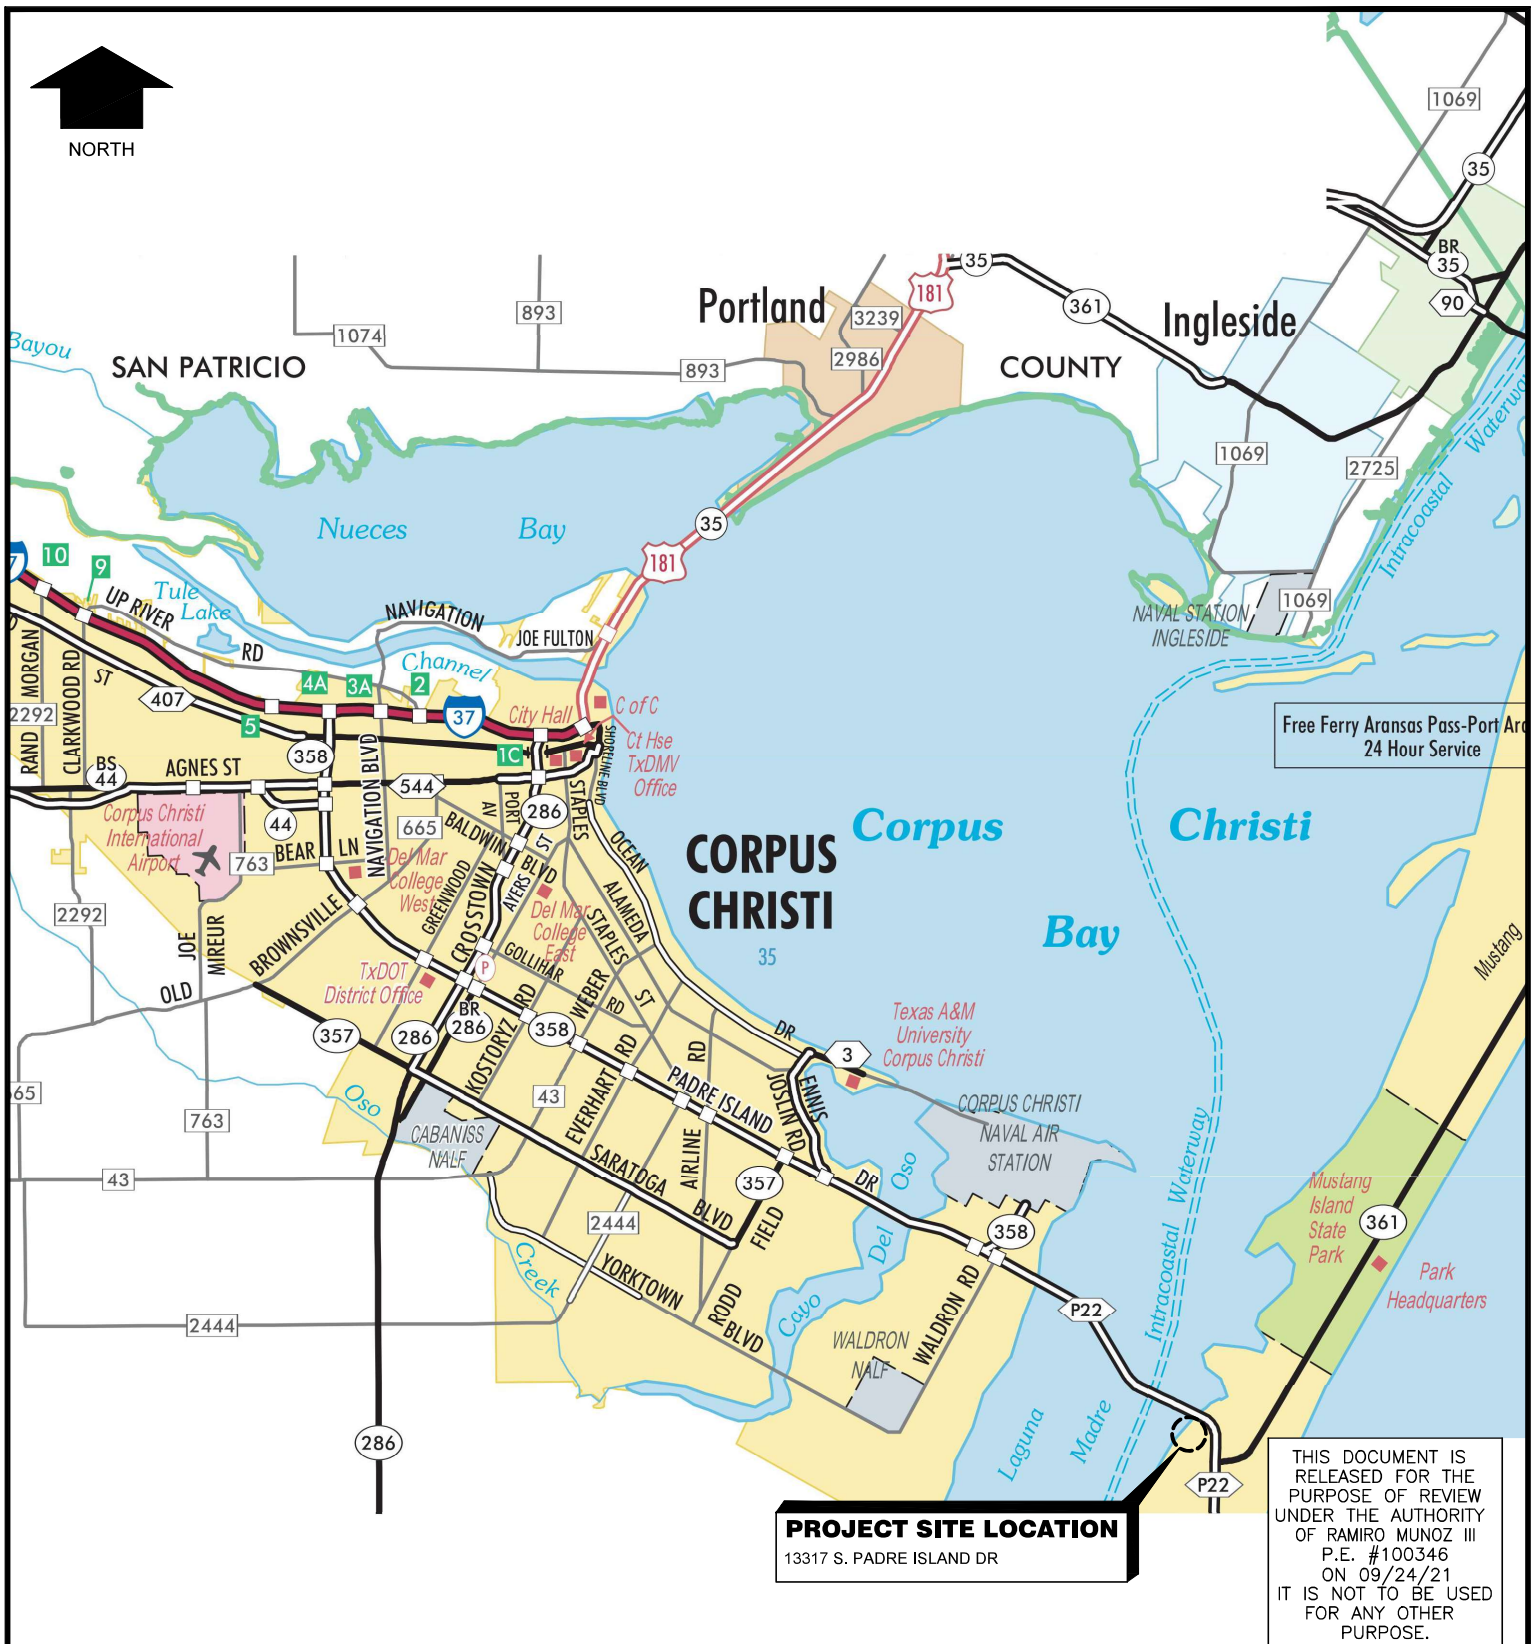 NORTH
1069
35
BR
35
90
35
181
361
Portland
Ingleside
3239
2986
893
1074
893
Bayou
SAN PATRICIO
COUNTY
1069
2725
Intracoastal Waterway
Nueces Bay
35
181
10
9
UP RIVER RD
Tule
Lake
NAVIGATION
JOE FULTON
Channel
NAVAL STATION
INGLESIDE
1069
RAND MORGAN
CLARKWOOD RD
ST
407
4A
3A
2
37
5
1C
City Hall
C of C
Ct Hse
TxDMV
Office
SHORELINE BLVD
2292
358
BS
44
AGNES ST
NAVIGATION BLVD
544
Free Ferry Aransas Pass-Port Ar
24 Hour Service
Corpus Christi
International
Airport
44
763
BEAR LN
665
Del Mar
College
West
BALDWIN BLVD
PORT AV
286
STAPLES
OCEAN
AYERS ST
GREENWOOD
CROSSTOWN
Del Mar
College
East
ALAMEDA
STAPLES ST
CORPUS
CHRISTI
35
Corpus Christi
Bay
2292
JOE MIREUR
OLD BROWNSVILLE
TxDOT
District Office
P
GOLLIHAR RD
WEBER RD
Mustang
357
286
BR
286
KOSTORYZ RD
358
EVERHART RD
AIRLINE RD
PADRE ISLAND DR
DR
3
Texas A&M
University
Corpus Christi
ENNIS
JOSLIN RD
65
763
Oso
43
CABANISS
NALF
SARATOGA BLVD
CORPUS CHRISTI
NAVAL AIR
STATION
43
357
RODD FIELD
2444
Creek
YORKTOWN BLVD
Cayo Del Oso
358
WALDRON RD
WALDRON
NALF
P22
Intracoastal Waterway
Mustang
Island
State
Park
361
Park
Headquarters
2444
286
Laguna Madre
P22
PROJECT SITE LOCATION
13317 S. PADRE ISLAND DR
THIS DOCUMENT IS
RELEASED FOR THE
PURPOSE OF REVIEW
UNDER THE AUTHORITY
OF RAMIRO MUNOZ III
P.E. #100346
ON 09/24/21
IT IS NOT TO BE USED
FOR ANY OTHER
PURPOSE.